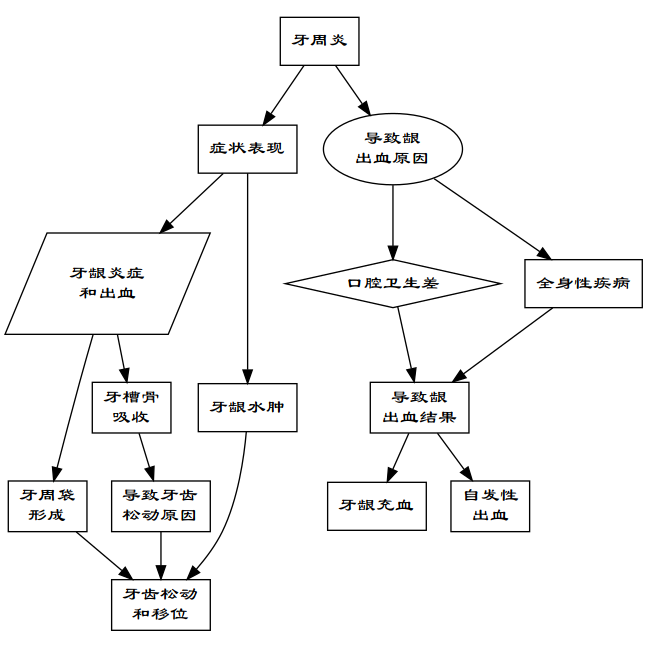 牙周炎
症状表现
导致龈
出血原因
牙龈炎症
和出血
口腔卫生差
全身性疾病
牙槽骨
吸收
牙龈水肿
导致龈
出血结果
牙周袋
形成
导致牙齿
松动原因
牙龈充血
自发性
出血
牙齿松动
和移位